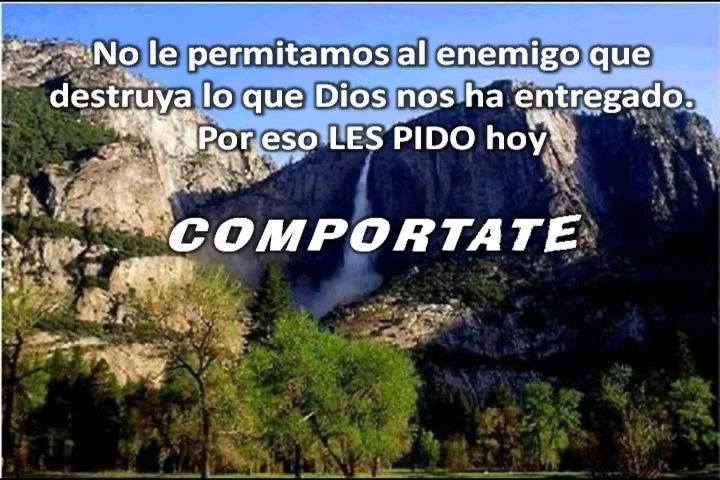 No le permitamos al enemigo que
destruya lo que Dios nos ha entregado.
Por eso LES PIDO hoy
COMPORTATE